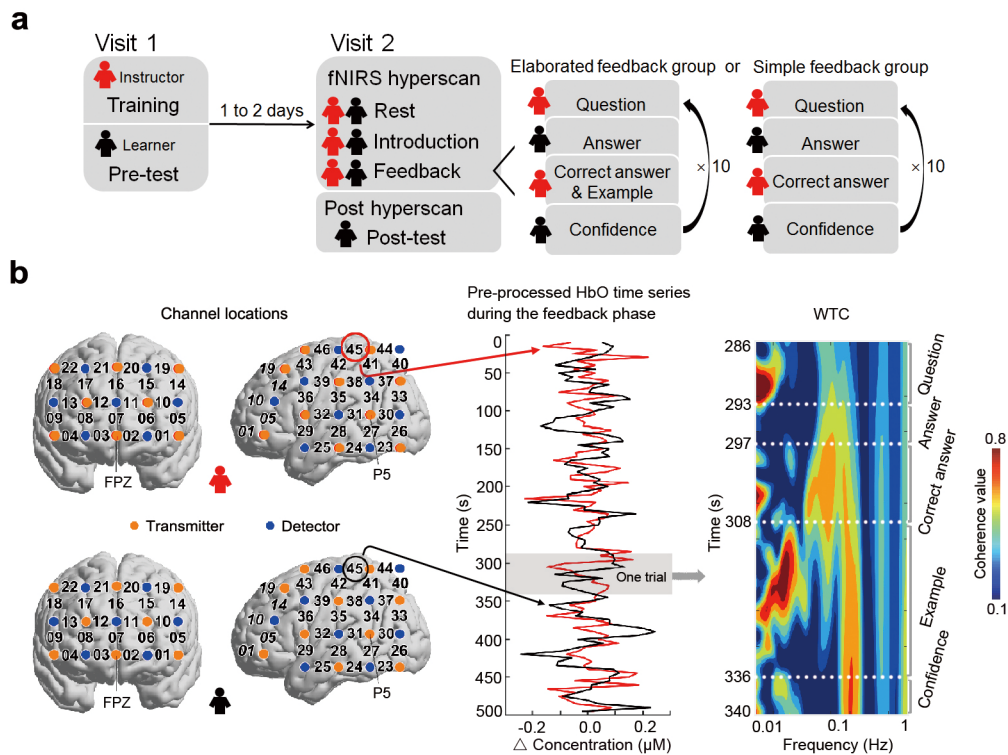 a
Visit 1
Instructor
Training
Learner
Pre-test
1 to 2 days
Visit 2
fNIRS hyperscan
Rest
Introduction
Feedback
Post hyperscan
Post-test
Elaborated feedback group or Simple feedback group
Question
Answer
Correct answer
& Example
Confidence
× 10
Question
Answer
Correct answer
Confidence
× 10
b
Channel locations
22 21 20 19
18 17 16 15 14
13 12 11 10
09 08 07 06 05
04 03 02 01
FPZ
46 45 44
43 42 41 40
19
14 39 38 37
10 36 35 34 33
05 32 31 30
01 29 28 27 26
25 24 23
P5
Transmitter
Detector
22 21 20 19
18 17 16 15 14
13 12 11 10
09 08 07 06 05
04 03 02 01
FPZ
46 45 44
43 42 41 40
19
14 39 38 37
10 36 35 34 33
05 32 31 30
01 29 28 27 26
25 24 23
P5
Pre-processed HbO time series
during the feedback phase
Time (s)
0
50
100
150
200
250
300
350
400
450
500
One trial
-0.2 0.0 0.2
△ Concentration (μM)
WTC
Time (s)
286
293
297
308
336
340
Question
Answer
Correct answer
Example
Confidence
0.01 0.1 1
Frequency (Hz)
0.8
Coherence value
0.1